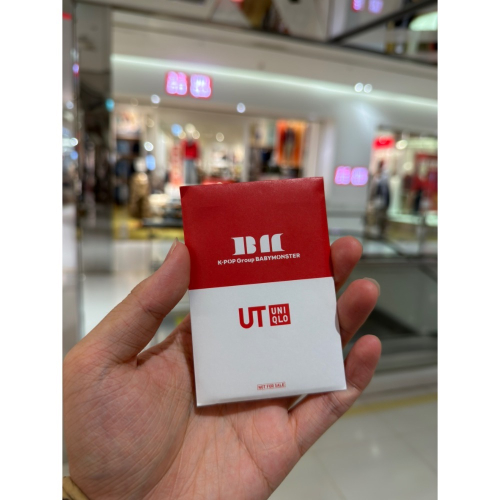 BM
K-POP Group BABYMONSTER
UT UNI
QLO
NOT FOR SALE